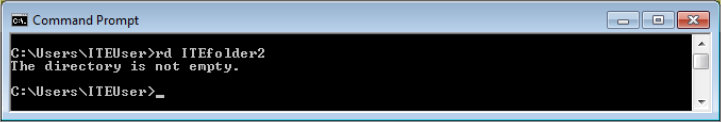 Command Prompt
C:\Users\ITEUser>rd ITEfolder2
The directory is not empty.
C:\Users\ITEUser>_